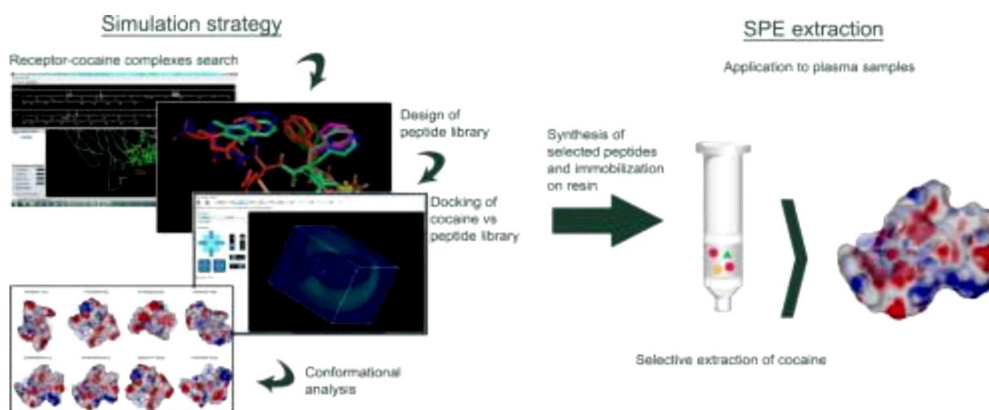 Simulation strategy
Receptor-cocaine complexes search
Design of
peptide library
Docking of
cocaine vs
peptide library
Conformational
analysis
Synthesis of
selected peptides
and immobilization
on resin
SPE extraction
Application to plasma samples
Selective extraction of cocaine